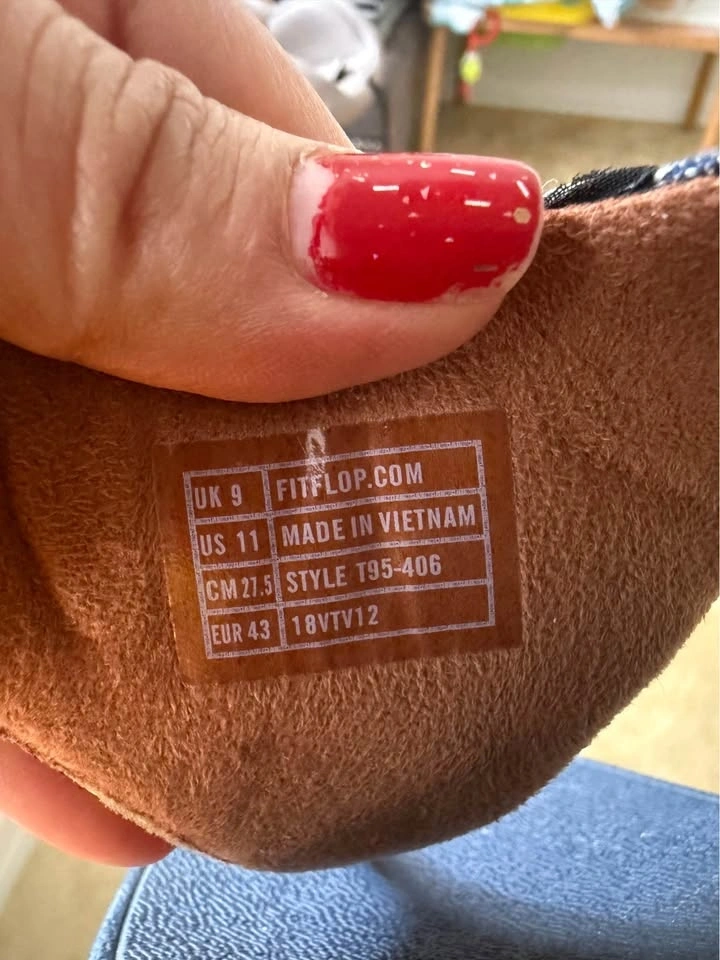 UK 9 FITFLOP.COM
US 11 MADE IN VIETNAM
CM 27.5 STYLE T95-406
EUR 43 18VTV12